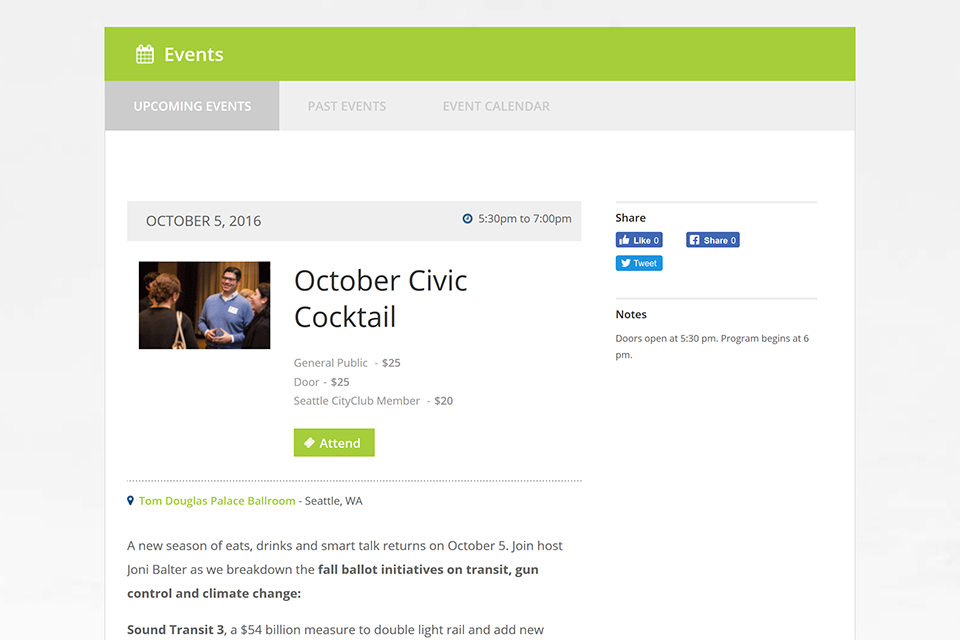 Events
UPCOMING EVENTS
PAST EVENTS
EVENT CALENDAR
OCTOBER 5, 2016
5:30pm to 7:00pm
October Civic
Cocktail
General Public - $25
Door - $25
Seattle CityClub Member - $20
Attend
Tom Douglas Palace Ballroom - Seattle, WA
A new season of eats, drinks and smart talk returns on October 5. Join host
Joni Balter as we breakdown the fall ballot initiatives on transit, gun
control and climate change:
Sound Transit 3, a $54 billion measure to double light rail and add new
Share
Like 0
Share 0
Tweet
Notes
Doors open at 5:30 pm. Program begins at 6
pm.